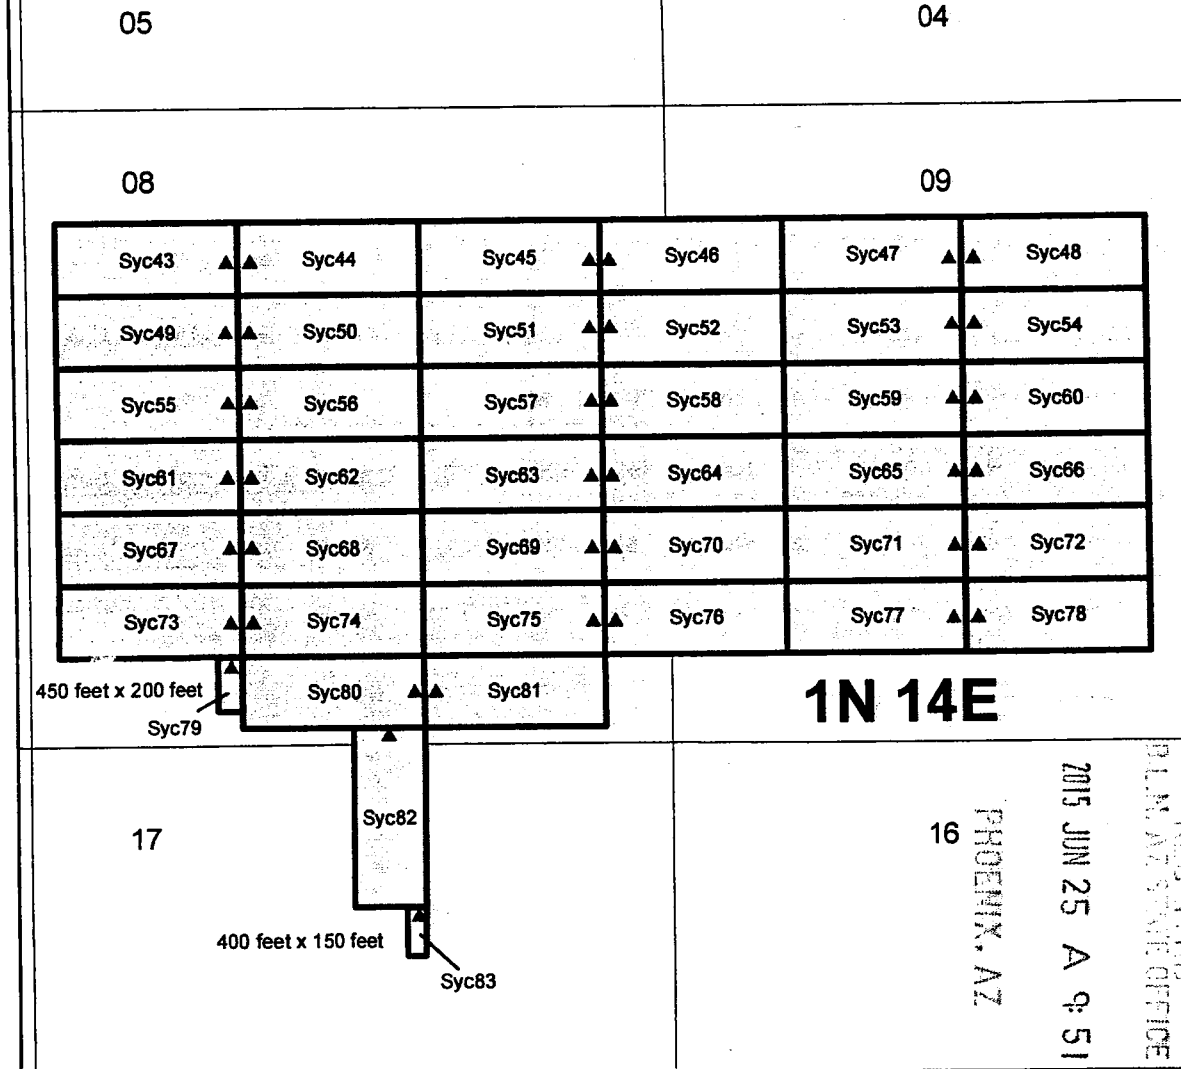 05 04
08 09
Syc43 Syc44 Syc45 Syc46 Syc47 Syc48
Syc49 Syc50 Syc51 Syc52 Syc53 Syc54
Syc55 Syc56 Syc57 Syc58 Syc59 Syc60
Syc61 Syc62 Syc63 Syc64 Syc65 Syc66
Syc67 Syc68 Syc69 Syc70 Syc71 Syc72
Syc73 Syc74 Syc75 Syc76 Syc77 Syc78
450 feet x 200 feet Syc80 Syc81
Syc79
1N 14E
Syc82
17 16
400 feet x 150 feet
Syc83
B.L.M. AZ STATE OFFICE
2015 JUN 25 A 9:51
PHOENIX, AZ